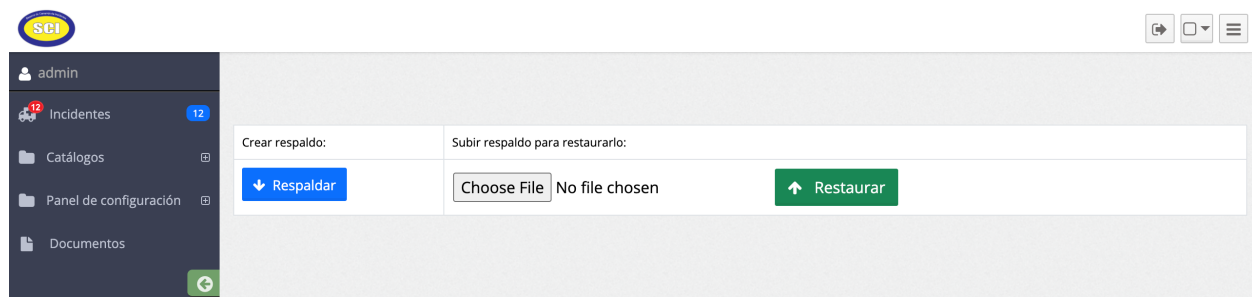 SCI
admin
12
Incidentes 12
Catálogos
Panel de configuración
Documentos
Crear respaldo: Subir respaldo para restaurarlo:
Respaldar Choose File No file chosen Restaurar